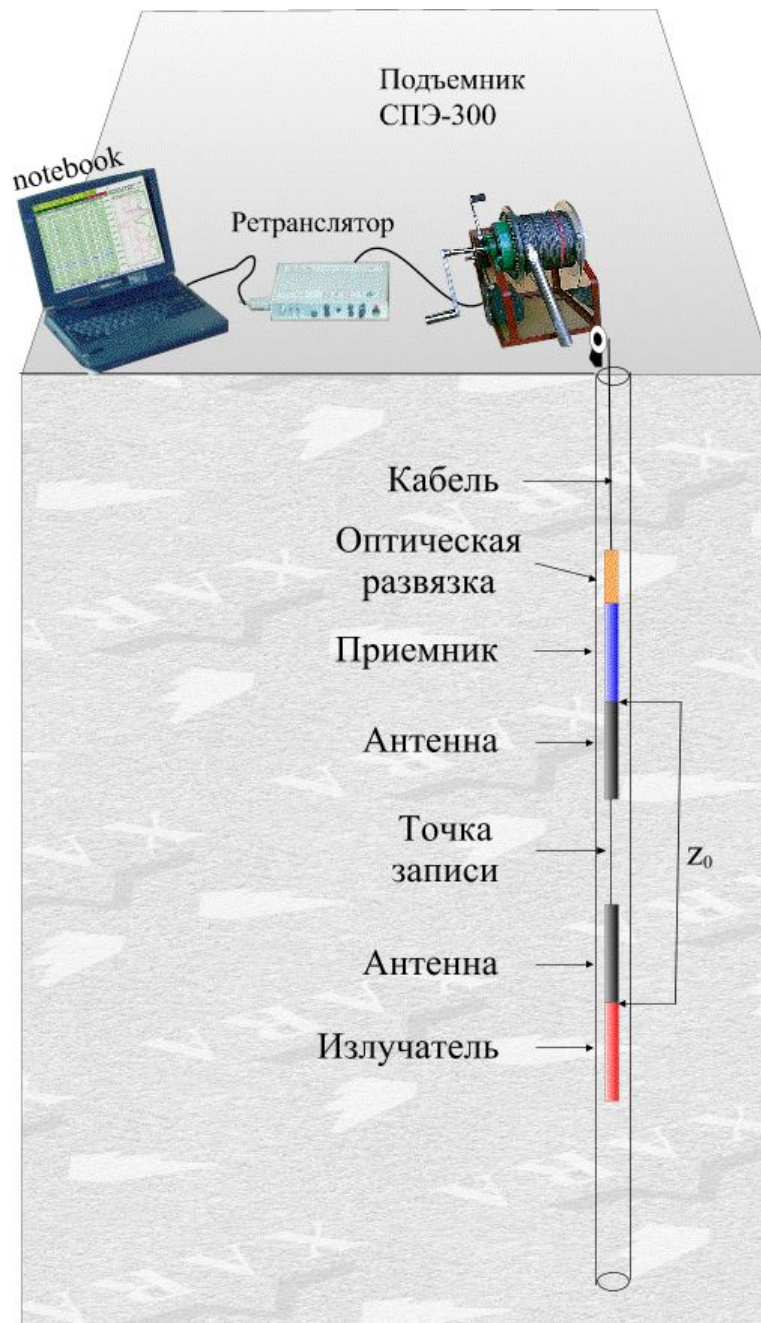 Подъемник
СПЭ-300
notebook
Ретранслятор
Кабель
Оптическая
развязка
Приемник
Антенна
Точка
записи
z₀
Антенна
Излучатель